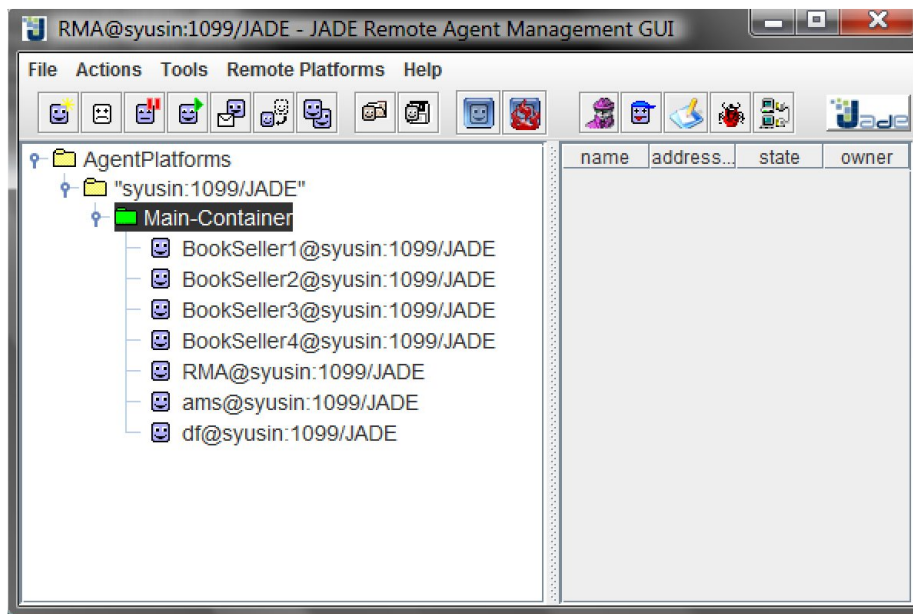 RMA@syusin:1099/JADE - JADE Remote Agent Management GUI
File Actions Tools Remote Platforms Help
Jade
AgentPlatforms
name address... state owner
"syusin:1099/JADE"
Main-Container
BookSeller1@syusin:1099/JADE
BookSeller2@syusin:1099/JADE
BookSeller3@syusin:1099/JADE
BookSeller4@syusin:1099/JADE
RMA@syusin:1099/JADE
ams@syusin:1099/JADE
df@syusin:1099/JADE